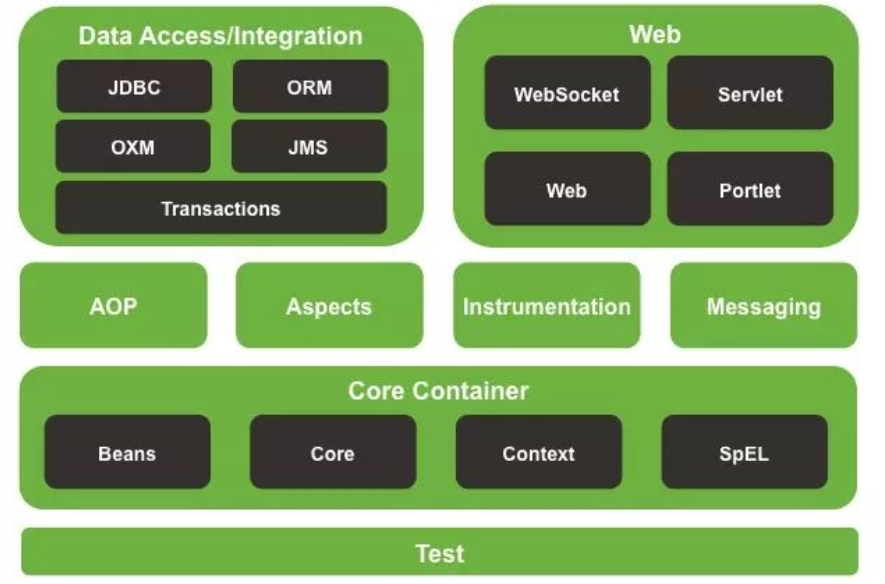 Data Access/Integration
JDBC
ORM
OXM
JMS
Transactions
Web
WebSocket
Servlet
Web
Portlet
AOP
Aspects
Instrumentation
Messaging
Core Container
Beans
Core
Context
SpEL
Test